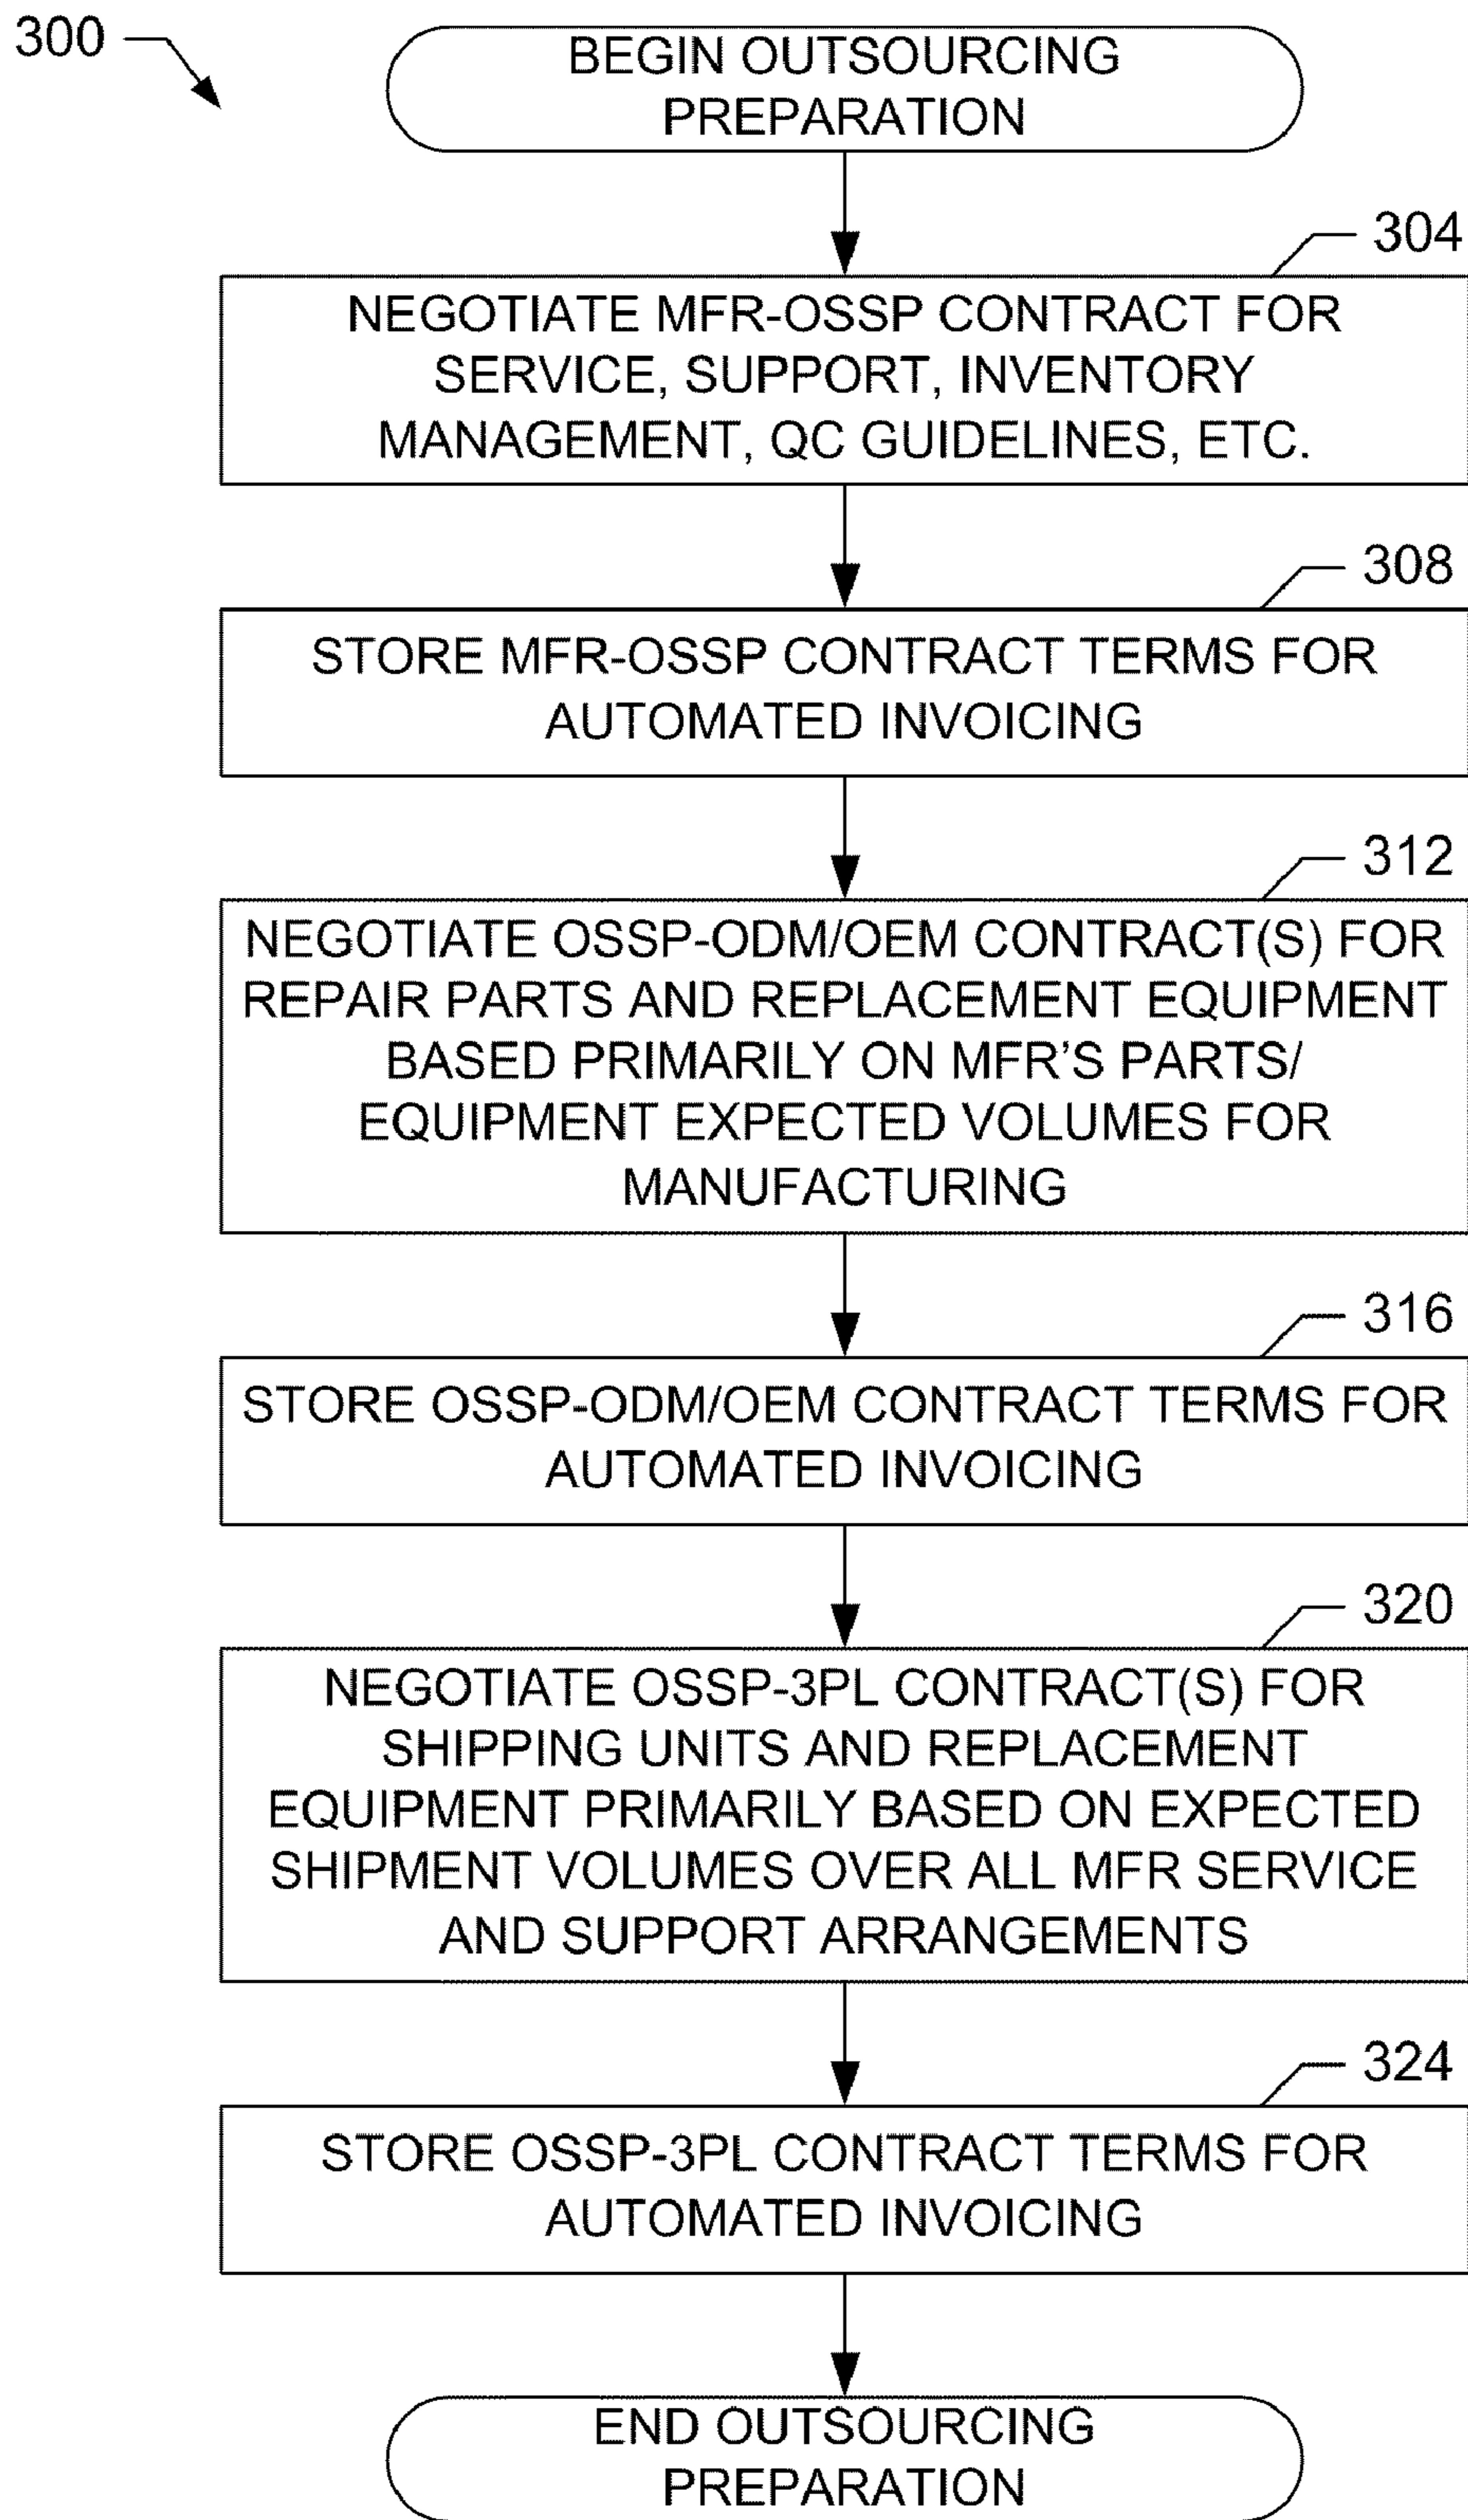 300
BEGIN OUTSOURCING
PREPARATION
304
NEGOTIATE MFR-OSSP CONTRACT FOR
SERVICE, SUPPORT, INVENTORY
MANAGEMENT, QC GUIDELINES, ETC.
308
STORE MFR-OSSP CONTRACT TERMS FOR
AUTOMATED INVOICING
312
NEGOTIATE OSSP-ODM/OEM CONTRACT(S) FOR
REPAIR PARTS AND REPLACEMENT EQUIPMENT
BASED PRIMARILY ON MFR'S PARTS/
EQUIPMENT EXPECTED VOLUMES FOR
MANUFACTURING
316
STORE OSSP-ODM/OEM CONTRACT TERMS FOR
AUTOMATED INVOICING
320
NEGOTIATE OSSP-3PL CONTRACT(S) FOR
SHIPPING UNITS AND REPLACEMENT
EQUIPMENT PRIMARILY BASED ON EXPECTED
SHIPMENT VOLUMES OVER ALL MFR SERVICE
AND SUPPORT ARRANGEMENTS
324
STORE OSSP-3PL CONTRACT TERMS FOR
AUTOMATED INVOICING
END OUTSOURCING
PREPARATION